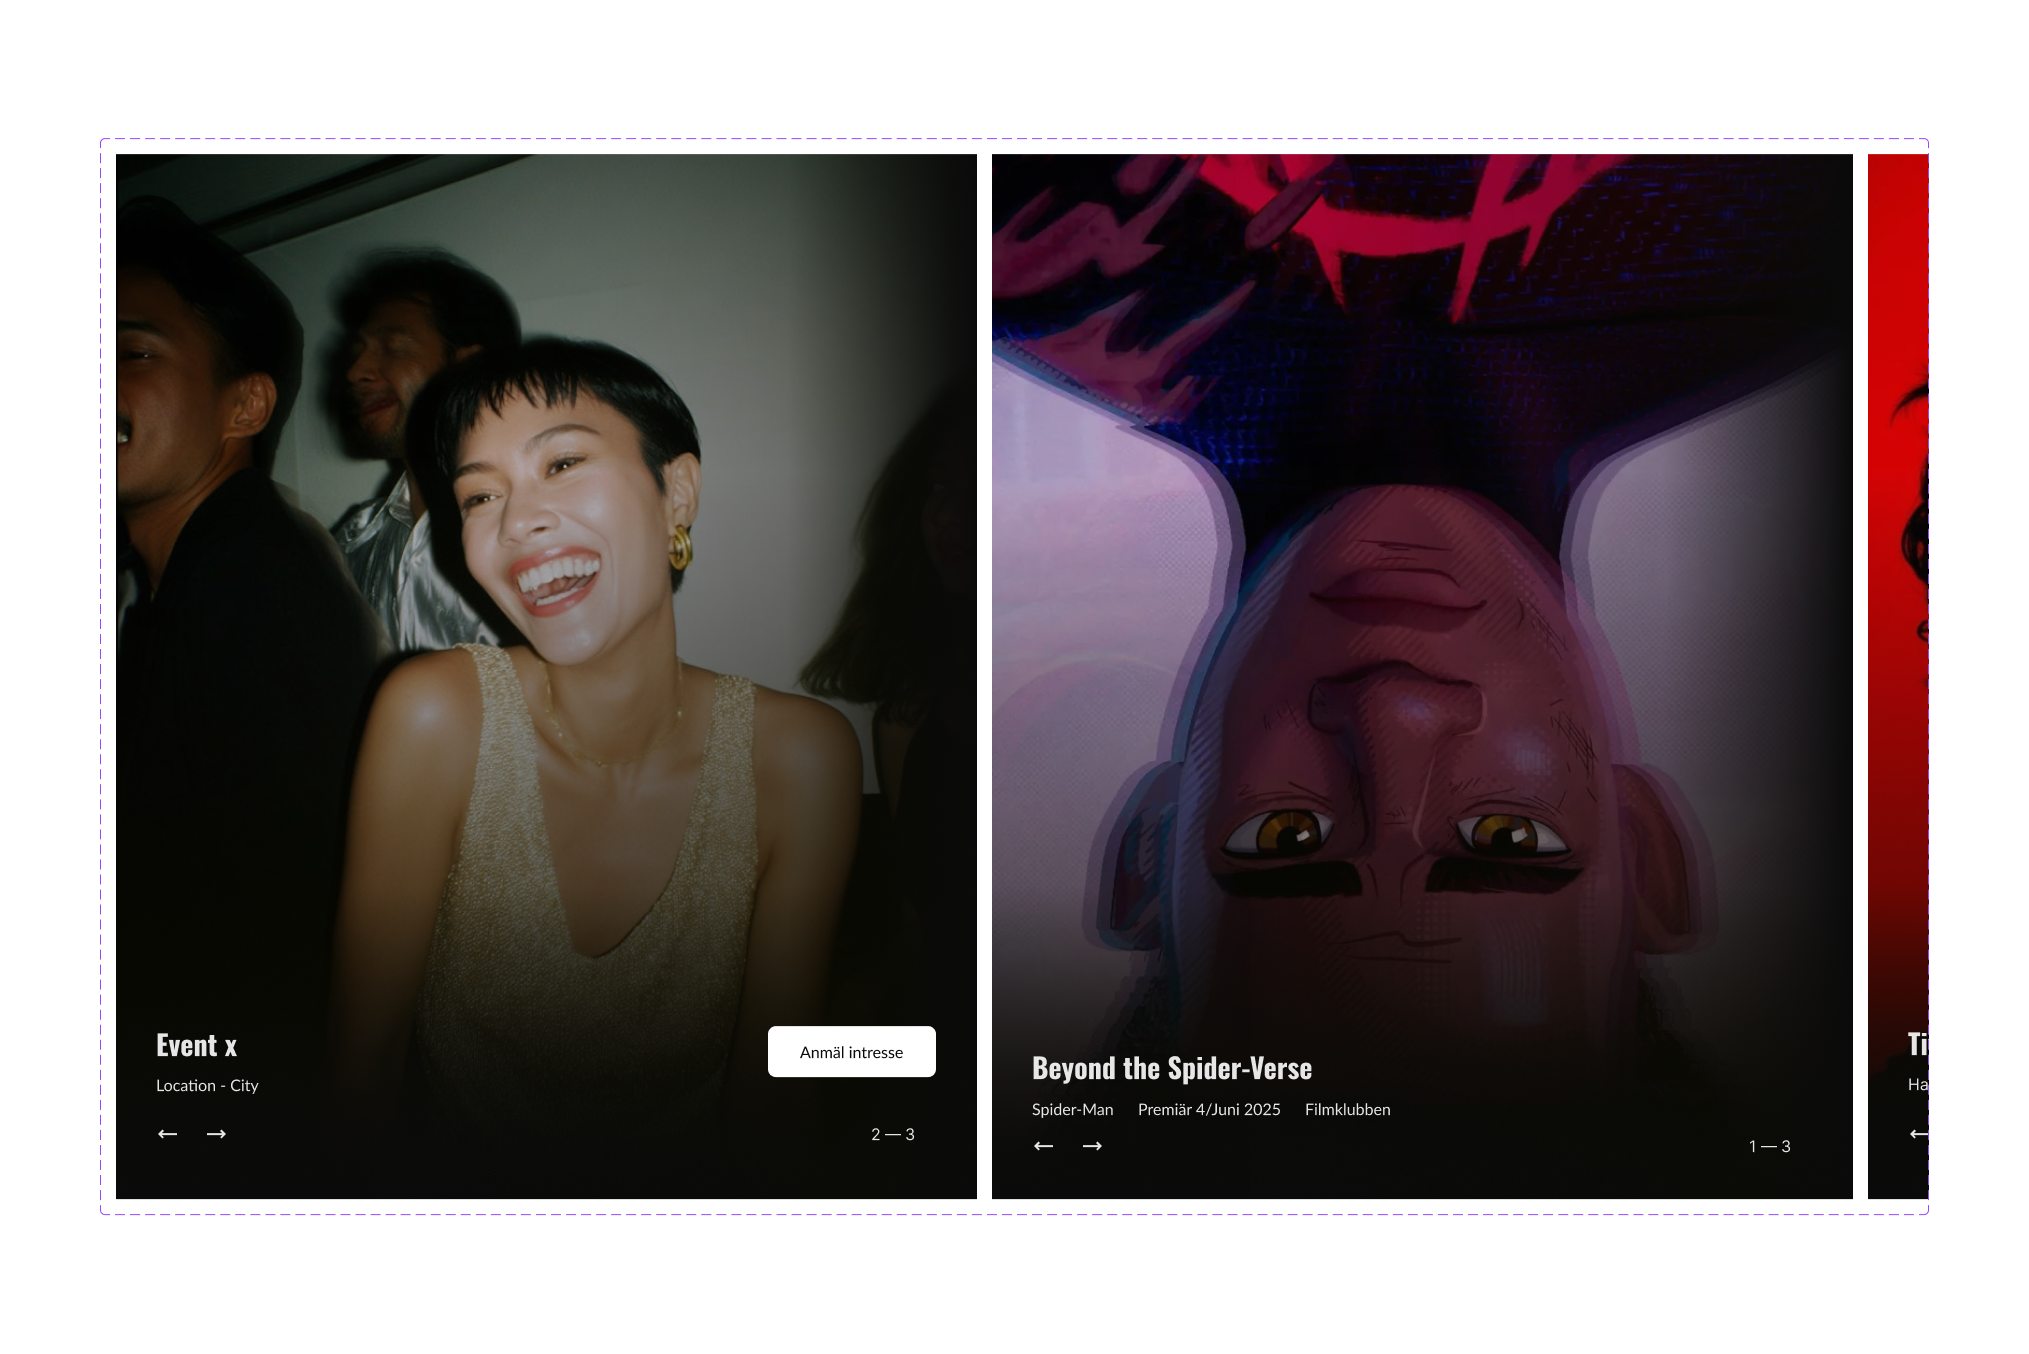 Event x
Location - City
Anmäl intresse
← →
2 — 3
Beyond the Spider-Verse
Spider-Man Premiär 4/Juni 2025 Filmklubben
← →
1 — 3
Ti
Ha
←